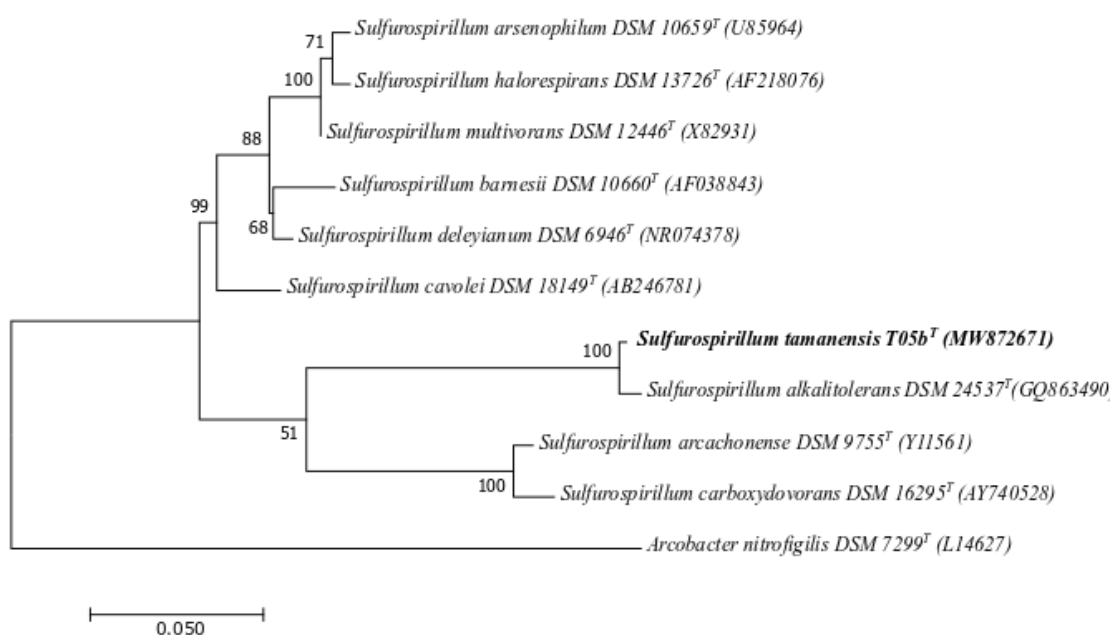 Sulfurospirillum arsenophilum DSM 10659ᵀ (U85964)
71
Sulfurospirillum halorespirans DSM 13726ᵀ (AF218076)
100
Sulfurospirillum multivorans DSM 12446ᵀ (X82931)
88
Sulfurospirillum barnesii DSM 10660ᵀ (AF038843)
99
68
Sulfurospirillum deleyianum DSM 6946ᵀ (NR074378)
Sulfurospirillum cavolei DSM 18149ᵀ (AB246781)
Sulfurospirillum tamanensis T05bᵀ (MW872671)
100
Sulfurospirillum alkalitolerans DSM 24537ᵀ(GQ863490)
51
Sulfurospirillum arcachonense DSM 9755ᵀ (Y11561)
100
Sulfurospirillum carboxydovorans DSM 16295ᵀ (AY740528)
Arcobacter nitrofigilis DSM 7299ᵀ (L14627)
0.050